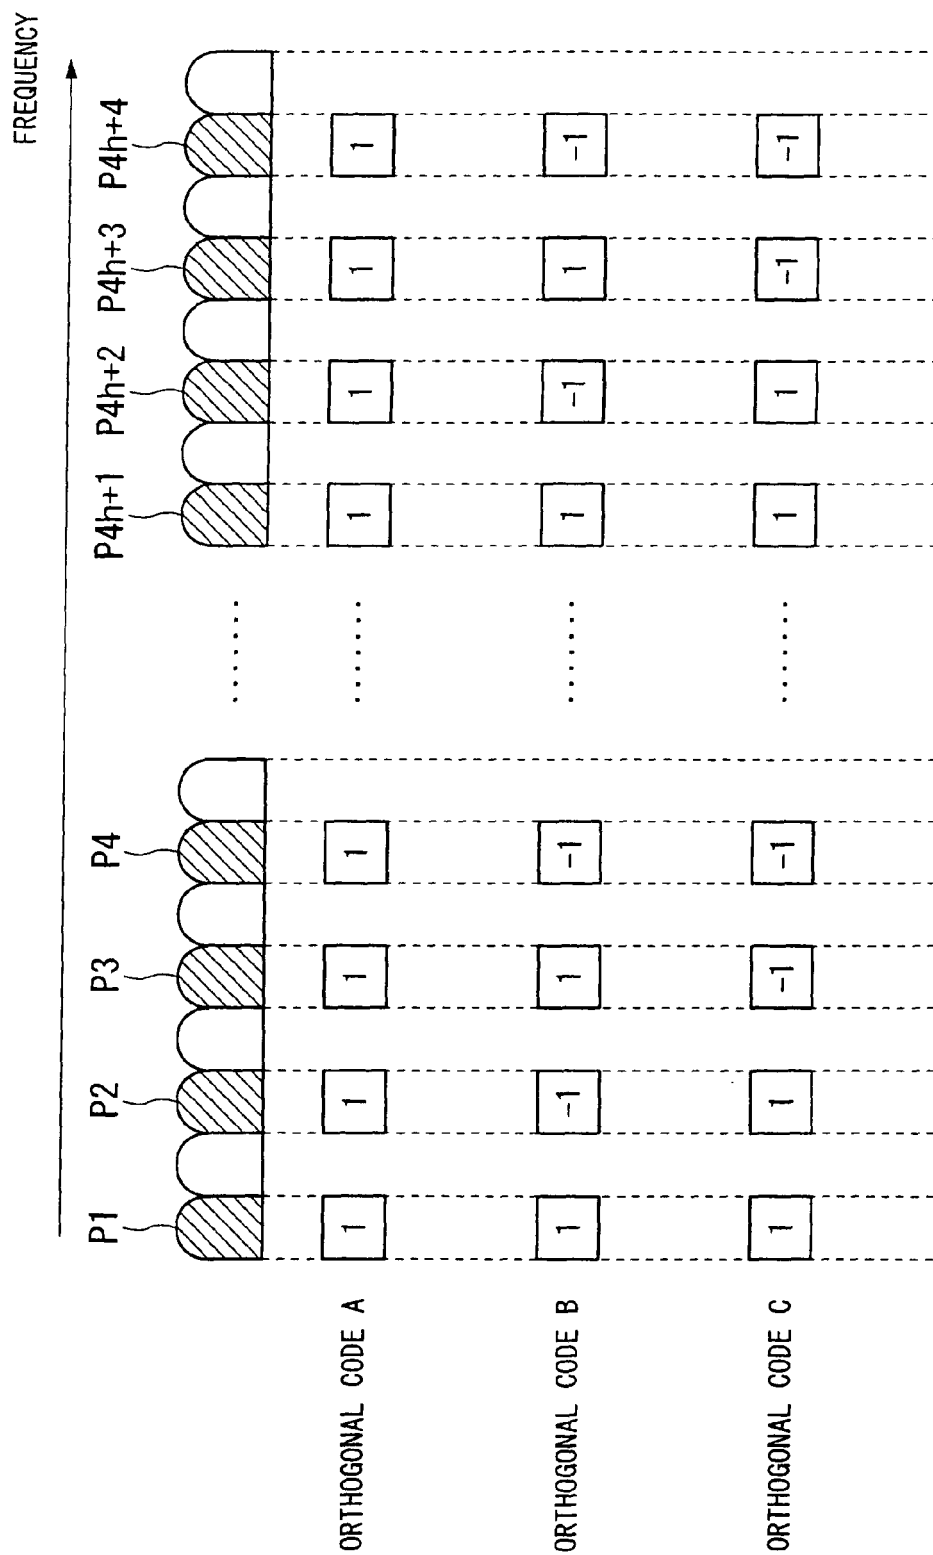 FREQUENCY
P1 P2 P3 P4 ...... P4h+1 P4h+2 P4h+3 P4h+4
ORTHOGONAL CODE A 1 1 1 1 ....... 1 1 1 1
ORTHOGONAL CODE B 1 -1 1 -1 ....... 1 -1 1 -1
ORTHOGONAL CODE C 1 1 -1 -1 ....... 1 1 -1 -1